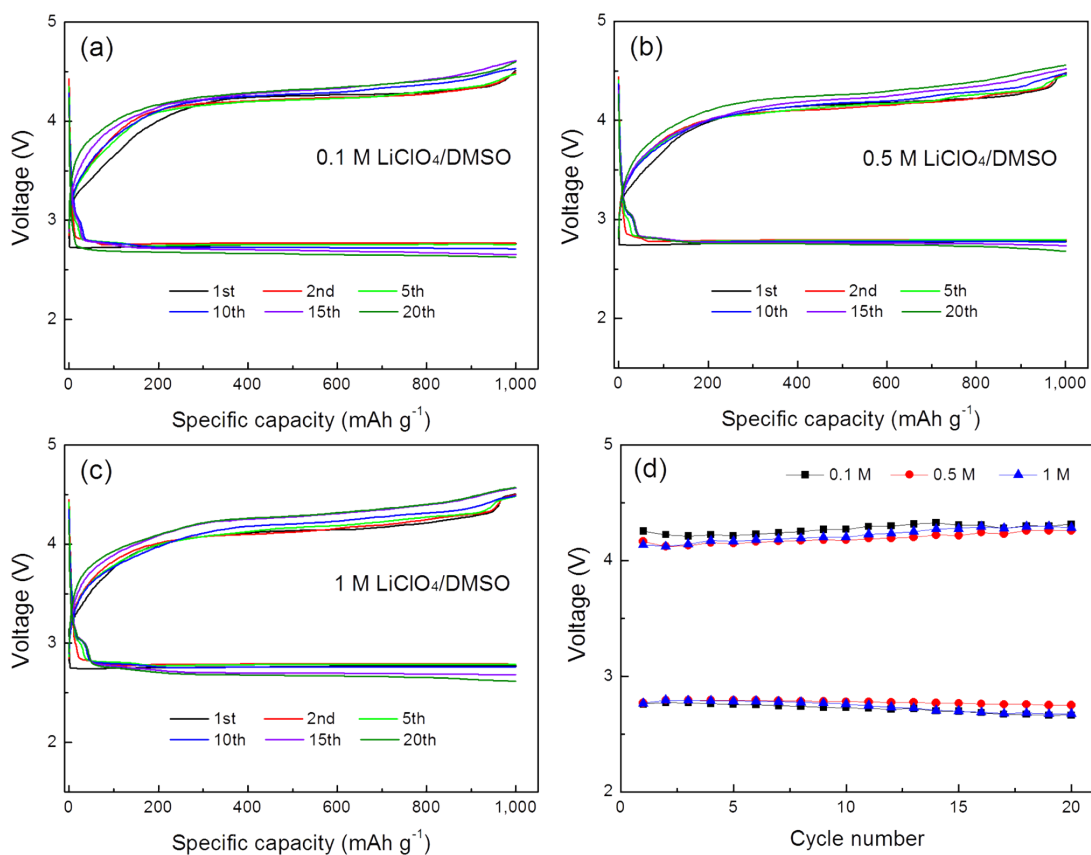 (a)
5
4
3
2
Voltage (V)
0.1 M LiClO₄/DMSO
1st 2nd 5th
10th 15th 20th
0 200 400 600 800 1,000
Specific capacity (mAh g⁻¹)
(b)
5
4
3
2
Voltage (V)
0.5 M LiClO₄/DMSO
1st 2nd 5th
10th 15th 20th
0 200 400 600 800 1,000
Specific capacity (mAh g⁻¹)
(c)
5
4
3
2
Voltage (V)
1 M LiClO₄/DMSO
1st 2nd 5th
10th 15th 20th
0 200 400 600 800 1,000
Specific capacity (mAh g⁻¹)
(d)
0.1 M 0.5 M 1 M
5
4
3
2
Voltage (V)
0 5 10 15 20
Cycle number